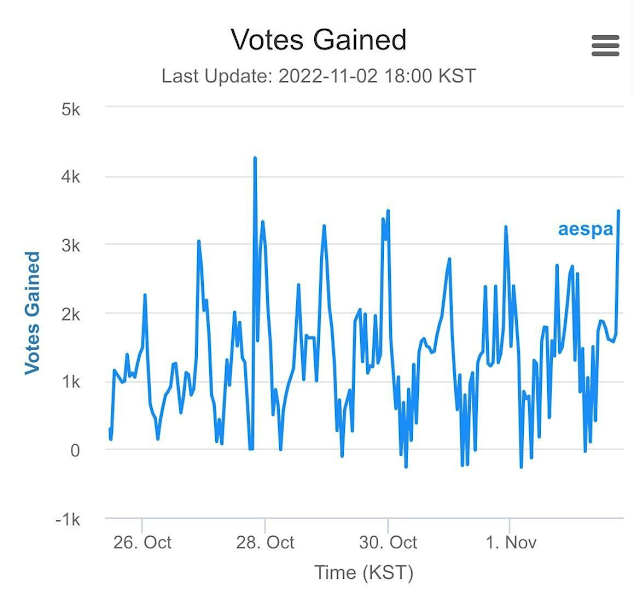 Votes Gained
Last Update: 2022-11-02 18:00 KST
5k
4k
3k
2k
1k
0
-1k
Votes Gained
aespa
26. Oct
28. Oct
30. Oct
1. Nov
Time (KST)